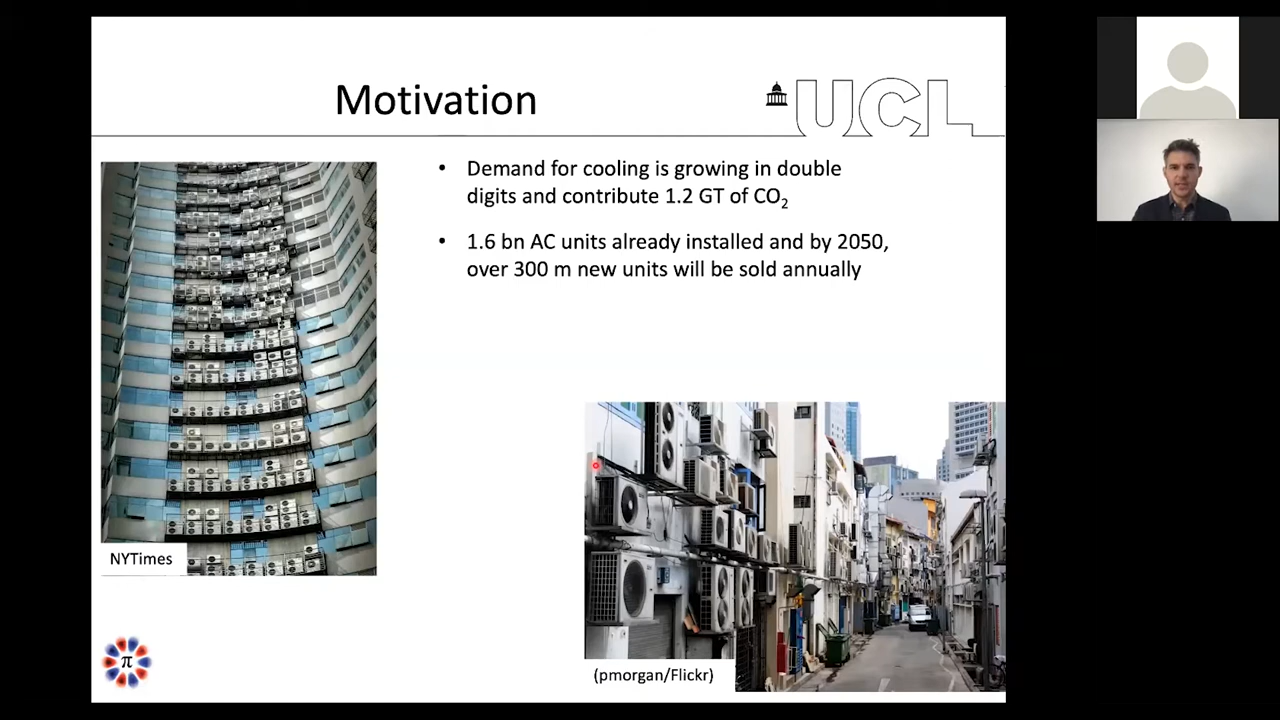 Motivation
UCL
• Demand for cooling is growing in double
digits and contribute 1.2 GT of CO₂
• 1.6 bn AC units already installed and by 2050,
over 300 m new units will be sold annually
NYTimes
π
(pmorgan/Flickr)